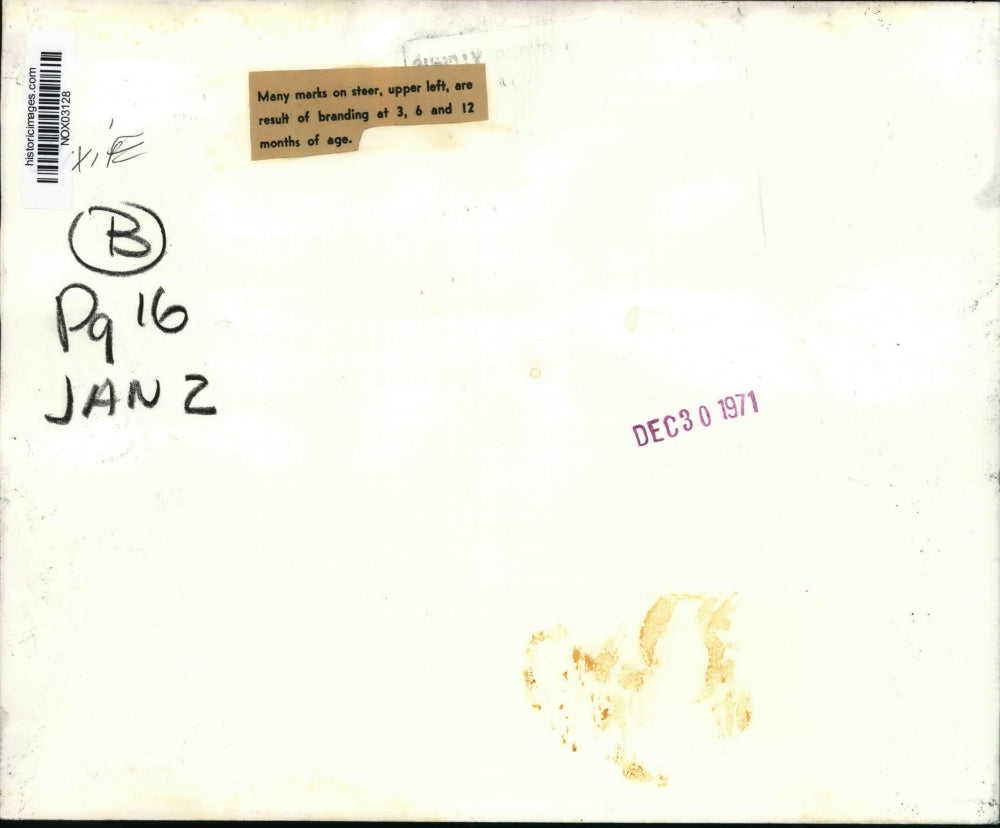 historicimages.com
NOX03128
Many marks on steer, upper left, are
result of branding at 3, 6 and 12
months of age.
B
Pg 16
JAN 2
DEC 30 1971